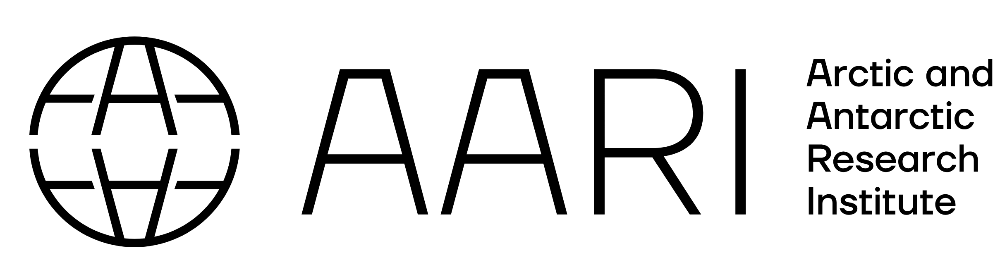 AARI
Arctic and
Antarctic
Research
Institute